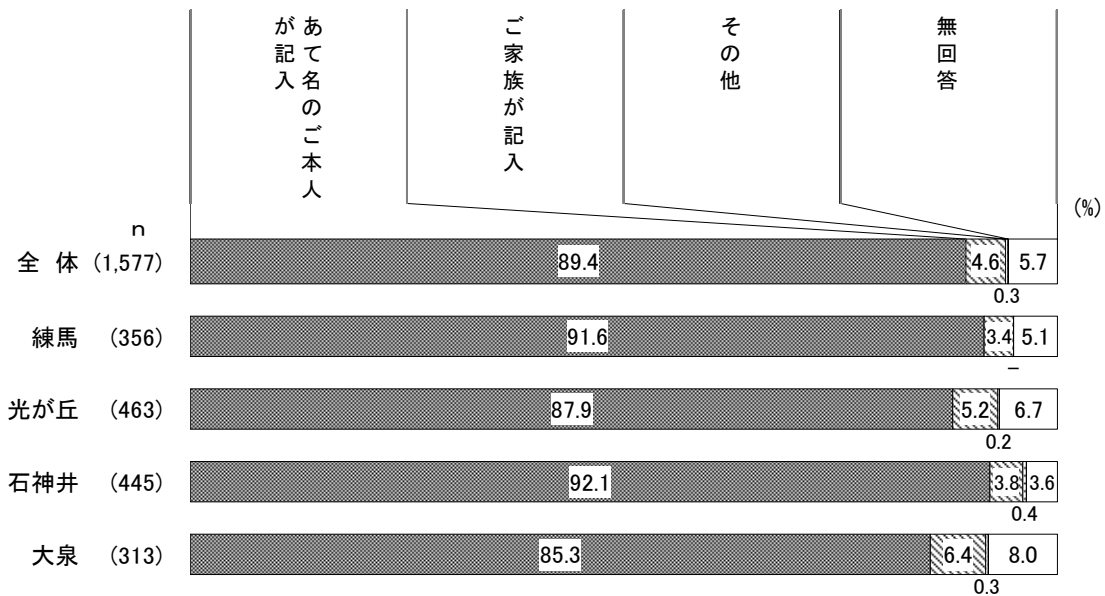 あて名のご本人
が記入
ご家族が記入
その他
無回答
(%)
n
全 体 (1,577) 89.4 4.6 5.7
0.3
練馬 (356) 91.6 3.4 5.1
－
光が丘 (463) 87.9 5.2 6.7
0.2
石神井 (445) 92.1 3.8 3.6
0.4
大泉 (313) 85.3 6.4 8.0
0.3